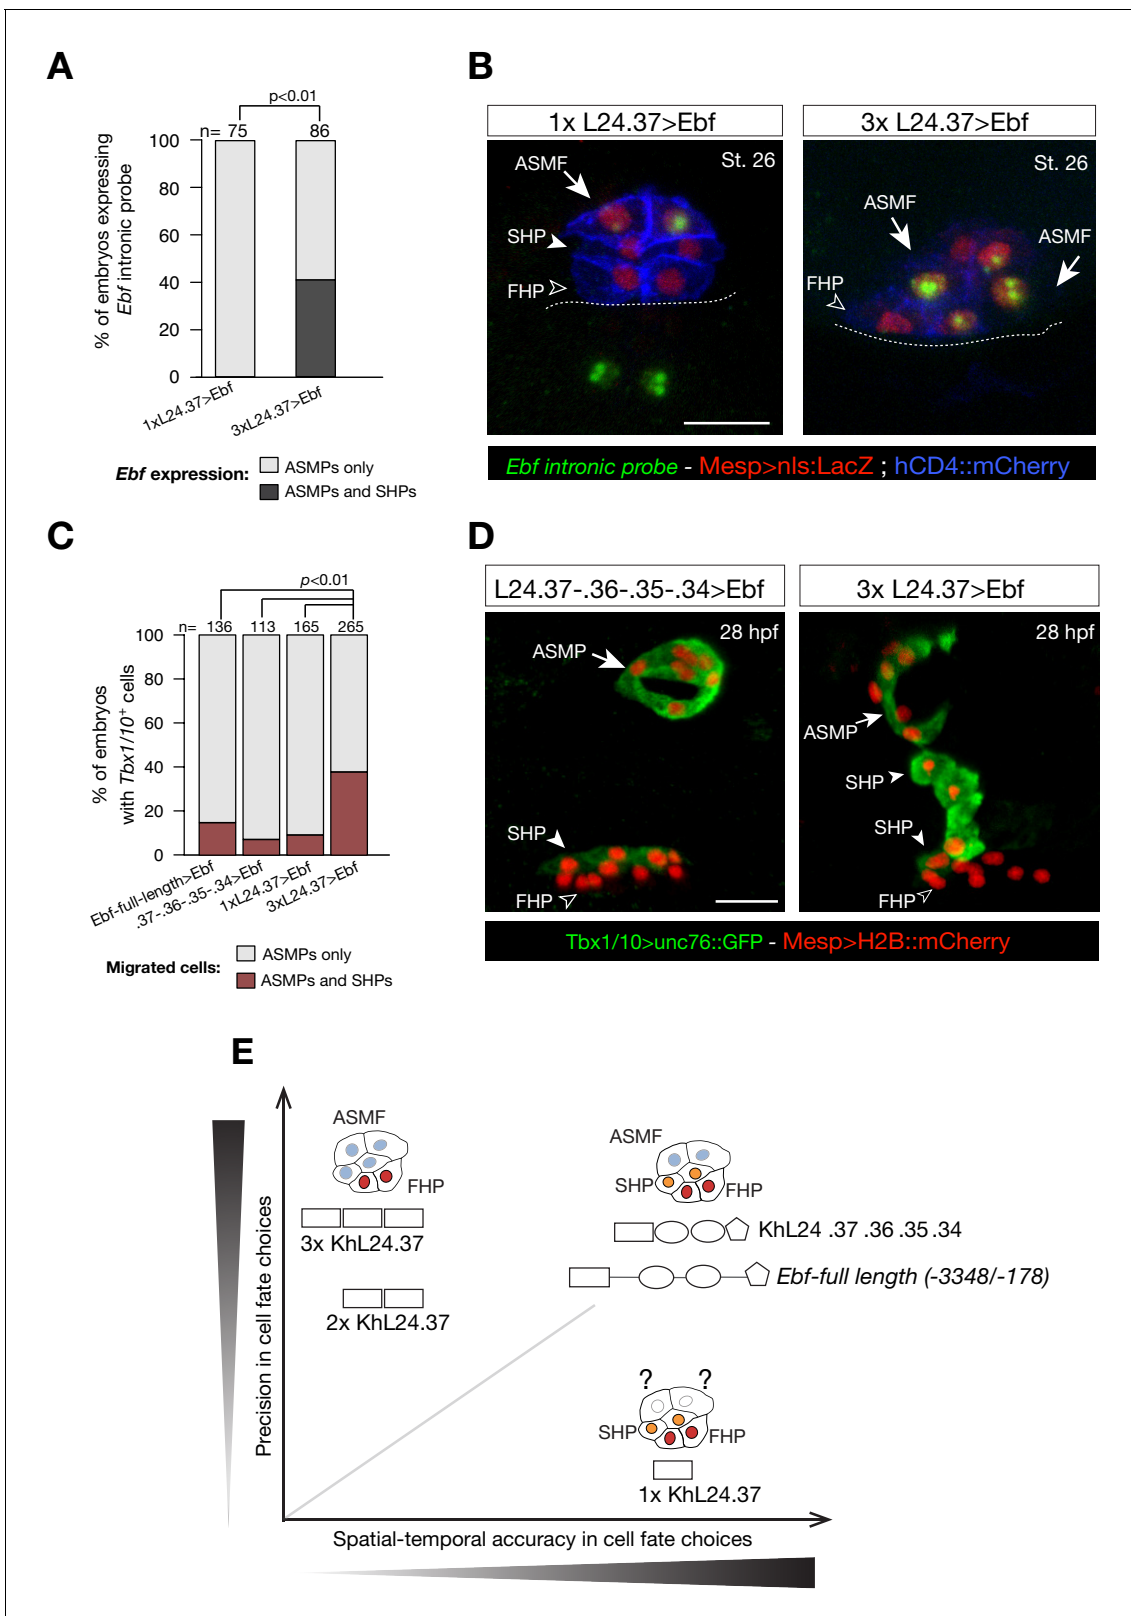 A
p<0.01
n= 75 86
% of embryos expressing
Ebf intronic probe
100
80
60
40
20
0
1xL24.37>Ebf
3xL24.37>Ebf
Ebf expression:
ASMPs only
ASMPs and SHPs
B
1x L24.37>Ebf
3x L24.37>Ebf
St. 26
ASMF
SHP
FHP
St. 26
ASMF
ASMF
FHP
Ebf intronic probe - Mesp>nls:LacZ ; hCD4::mCherry
C
p<0.01
n= 136 113 165 265
% of embryos
with Tbx1/10+ cells
100
80
60
40
20
0
Ebf-full-length>Ebf
.37-.36-.35-.34>Ebf
1xL24.37>Ebf
3xL24.37>Ebf
Migrated cells:
ASMPs only
ASMPs and SHPs
D
L24.37-.36-.35-.34>Ebf
3x L24.37>Ebf
28 hpf
ASMP
SHP
FHP
28 hpf
ASMP
SHP
SHP
FHP
Tbx1/10>unc76::GFP - Mesp>H2B::mCherry
E
Precision in cell fate choices
ASMF
FHP
3x KhL24.37
2x KhL24.37
ASMF
SHP
FHP
KhL24 .37 .36 .35 .34
Ebf-full length (-3348/-178)
? ?
SHP
FHP
1x KhL24.37
Spatial-temporal accuracy in cell fate choices